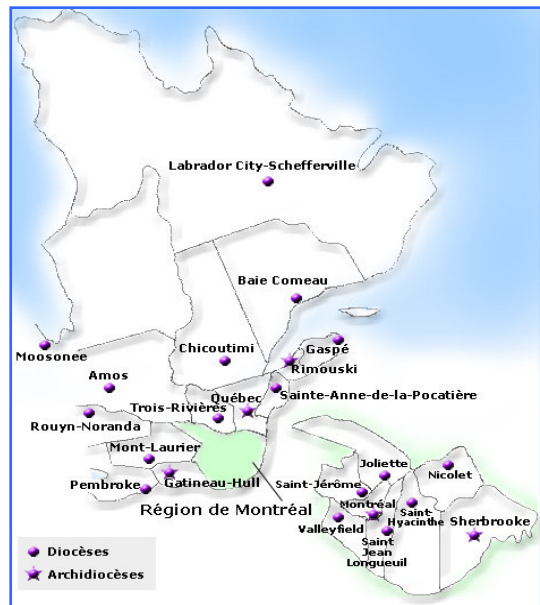 Labrador City-Schefferville
Baie Comeau
Moosonee
Chicoutimi
Gaspé
Rimouski
Amos
Québec
Sainte-Anne-de-la-Pocatière
Trois-Rivières
Rouyn-Noranda
Mont-Laurier
Pembroke
Gatineau-Hull
Région de Montréal
Joliette
Nicolet
Saint-Jérôme
Montréal
Saint-
Hyacinthe
Sherbrooke
Valleyfield
Saint
Jean
Longueuil
Diocèses
Archidiocèses